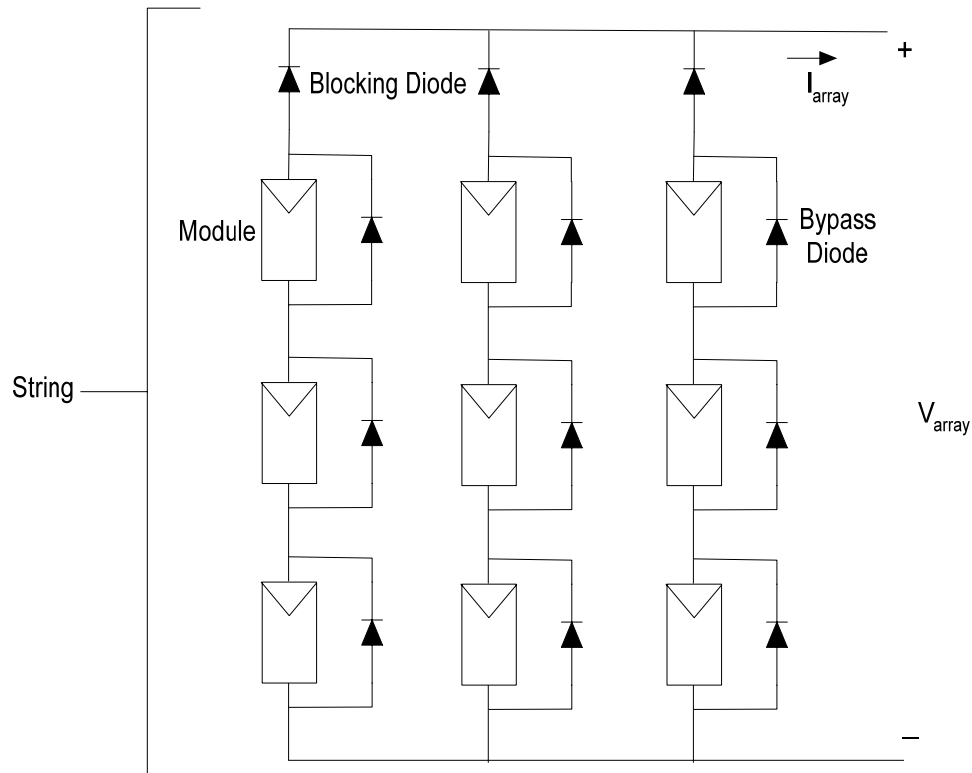 +
Blocking Diode
I array
Module
Bypass
Diode
String
V array
–